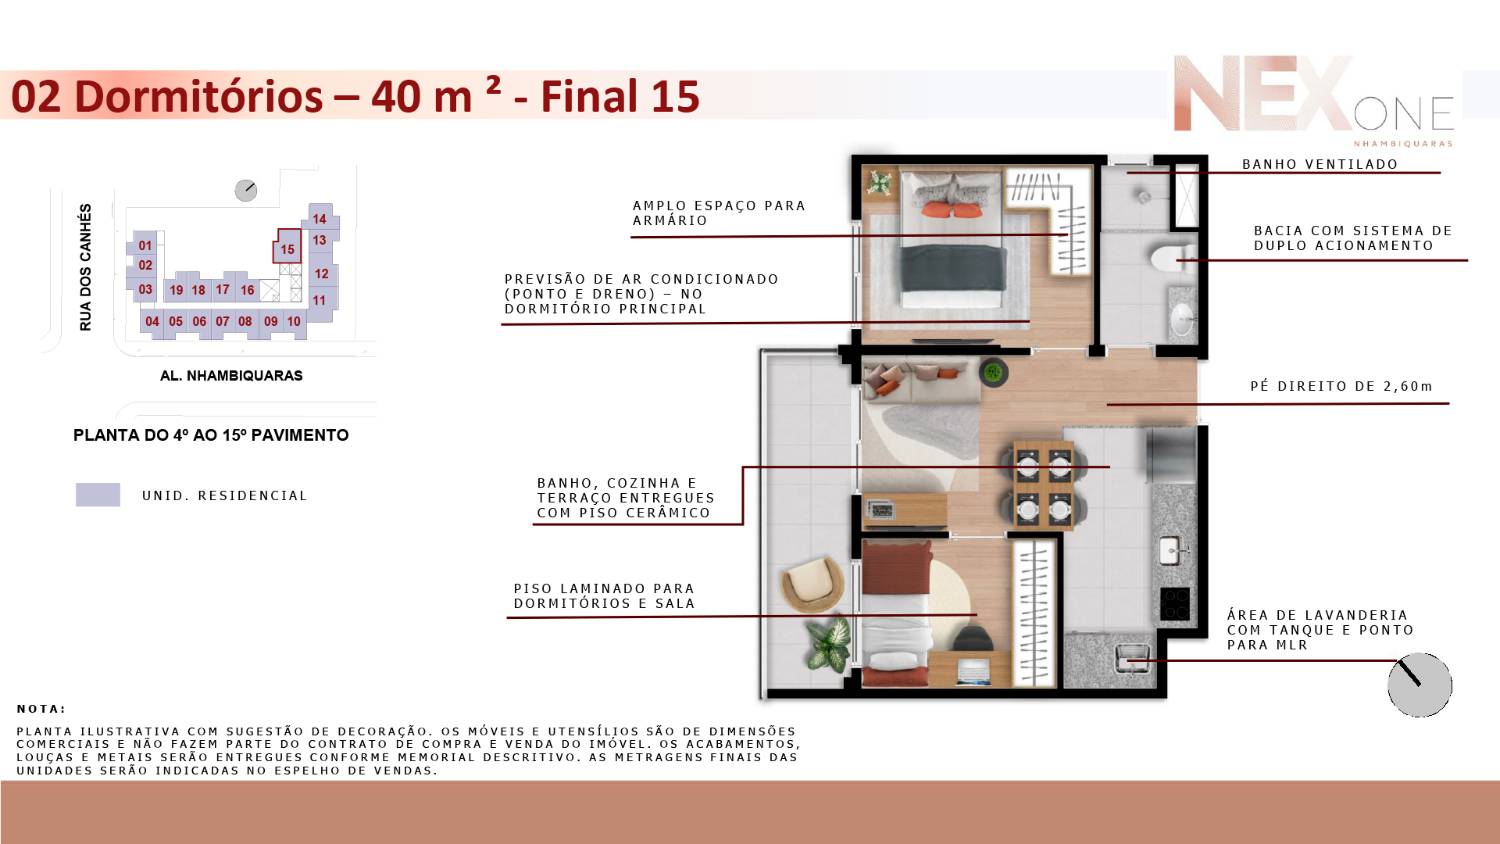 02 Dormitórios – 40 m ² - Final 15
NEXONE
NHAMBIQUARAS
RUA DOS CANHÉS
01
02
03
04 05 06 07 08 09 10
19 18 17 16
15
14
13
12
11
AL. NHAMBIQUARAS
PLANTA DO 4º AO 15º PAVIMENTO
UNID. RESIDENCIAL
AMPLO ESPAÇO PARA
ARMÁRIO
PREVISÃO DE AR CONDICIONADO
(PONTO E DRENO) – NO
DORMITÓRIO PRINCIPAL
BANHO, COZINHA E
TERRAÇO ENTREGUES
COM PISO CERÂMICO
PISO LAMINADO PARA
DORMITÓRIOS E SALA
BANHO VENTILADO
BACIA COM SISTEMA DE
DUPLO ACIONAMENTO
PÉ DIREITO DE 2,60m
ÁREA DE LAVANDERIA
COM TANQUE E PONTO
PARA MLR
NOTA:
PLANTA ILUSTRATIVA COM SUGESTÃO DE DECORAÇÃO. OS MÓVEIS E UTENSÍLIOS SÃO DE DIMENSÕES
COMERCIAIS E NÃO FAZEM PARTE DO CONTRATO DE COMPRA E VENDA DO IMÓVEL. OS ACABAMENTOS,
LOUÇAS E METAIS SERÃO ENTREGUES CONFORME MEMORIAL DESCRITIVO. AS METRAGENS FINAIS DAS
UNIDADES SERÃO INDICADAS NO ESPELHO DE VENDAS.